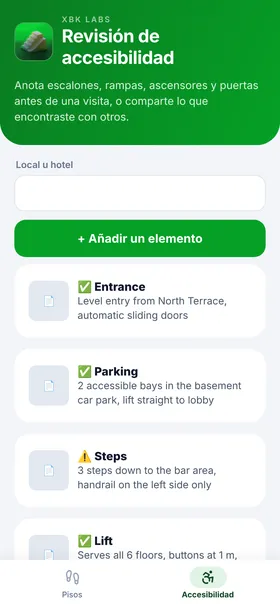 XBK LABS
Revisión de
accesibilidad
Anota escalones, rampas, ascensores y puertas
antes de una visita, o comparte lo que
encontraste con otros.
Local u hotel
+ Añadir un elemento
✅ Entrance
Level entry from North Terrace,
automatic sliding doors
✅ Parking
2 accessible bays in the basement
car park, lift straight to lobby
⚠️ Steps
3 steps down to the bar area,
handrail on the left side only
✅ Lift
Serves all 6 floors, buttons at 1 m,
Pisos
Accesibilidad